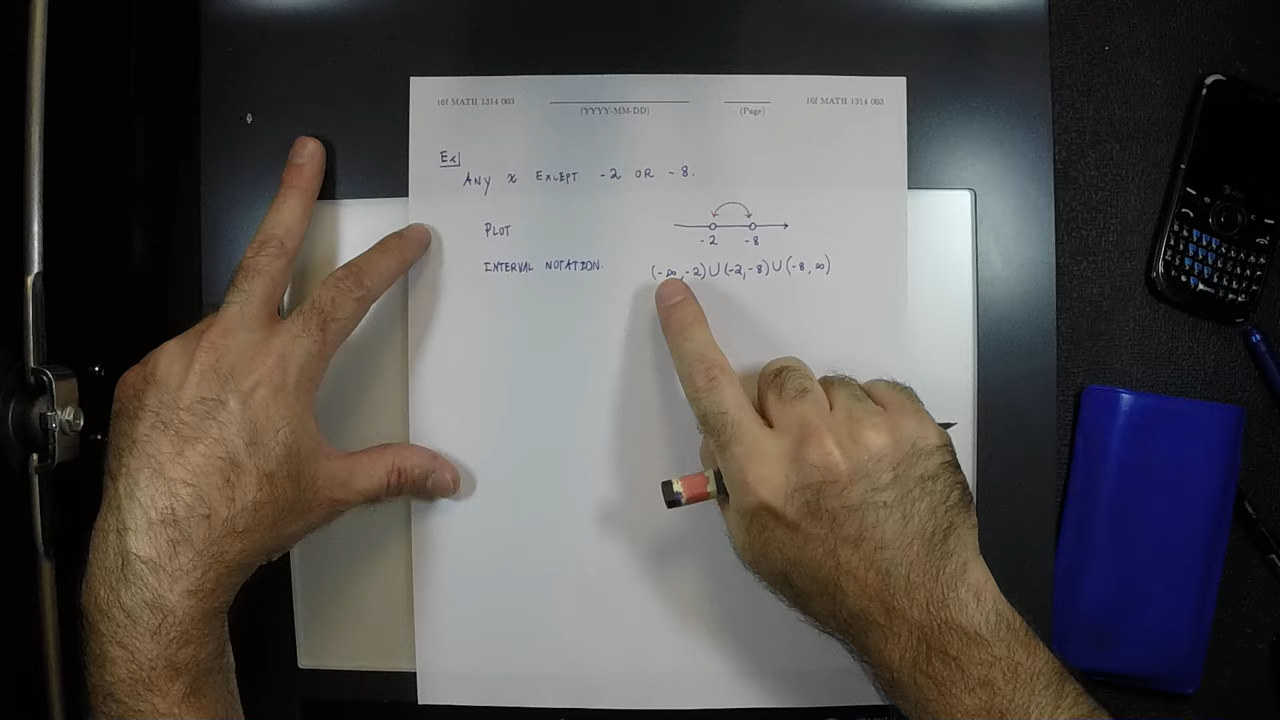 16f MATH 1314 003 (YYYY-MM-DD) (Page) 16f MATH 1314 003
Ex
ANY x EXCEPT -2 OR -8.
PLOT
-2 -8
INTERVAL NOTATION. (-∞,-2)∪(-2,-8)∪(-8,∞)